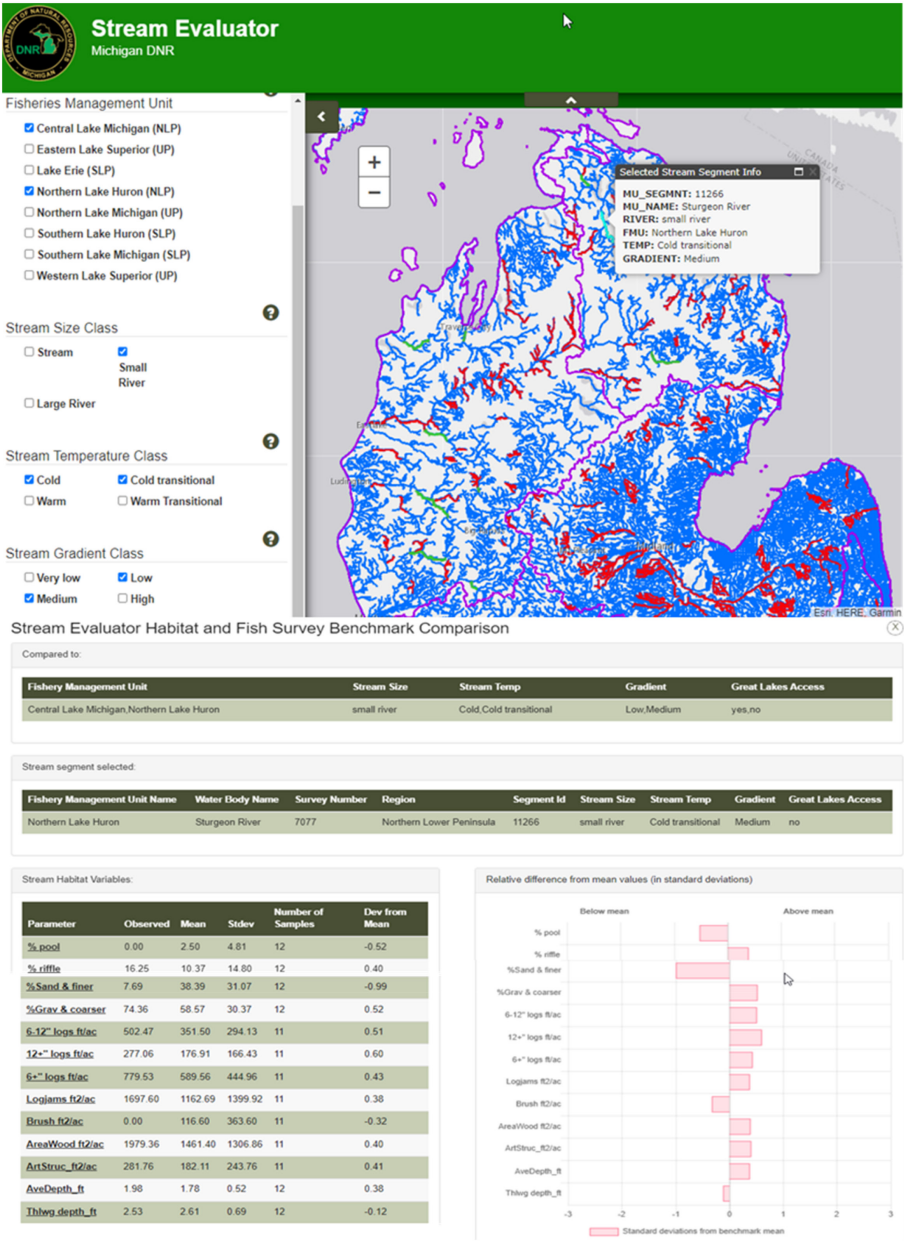 Stream Evaluator
Michigan DNR
DEPARTMENT OF NATURAL RESOURCES
DNR
MICHIGAN
Fisheries Management Unit
Central Lake Michigan (NLP)
Eastern Lake Superior (UP)
Lake Erie (SLP)
Northern Lake Huron (NLP)
Northern Lake Michigan (UP)
Southern Lake Huron (SLP)
Southern Lake Michigan (SLP)
Western Lake Superior (UP)
?
Stream Size Class
Stream
Small
River
Large River
?
Stream Temperature Class
Cold Cold transitional
Warm Warm Transitional
?
Stream Gradient Class
Very low Low
Medium High
+
−
CANADA
UNITED STATES
Selected Stream Segment Info
MU_SEGMNT: 11266
MU_NAME: Sturgeon River
RIVER: small river
FMU: Northern Lake Huron
TEMP: Cold transitional
GRADIENT: Medium
Esri, HERE, Garmin
Stream Evaluator Habitat and Fish Survey Benchmark Comparison
Compared to:
Fishery Management Unit Stream Size Stream Temp Gradient Great Lakes Access
Central Lake Michigan,Northern Lake Huron small river Cold,Cold transitional Low,Medium yes,no
Stream segment selected:
Fishery Management Unit Name Water Body Name Survey Number Region Segment Id Stream Size Stream Temp Gradient Great Lakes Access
Northern Lake Huron Sturgeon River 7077 Northern Lower Peninsula 11266 small river Cold transitional Medium no
Stream Habitat Variables:
Parameter Observed Mean Stdev Number of Samples Dev from Mean
% pool 0.00 2.50 4.81 12 -0.52
% riffle 16.25 10.37 14.80 12 0.40
%Sand & finer 7.69 38.39 31.07 12 -0.99
%Grav & coarser 74.36 58.57 30.37 12 0.52
6-12" logs ft/ac 502.47 351.50 294.13 11 0.51
12+" logs ft/ac 277.06 176.91 166.43 11 0.60
6+" logs ft/ac 779.53 589.56 444.96 11 0.43
Logjams ft2/ac 1697.60 1162.69 1399.92 11 0.38
Brush ft2/ac 0.00 116.60 363.60 11 -0.32
AreaWood ft2/ac 1979.36 1461.40 1306.86 11 0.40
ArtStruc_ft2/ac 281.76 182.11 243.76 11 0.41
AveDepth_ft 1.98 1.78 0.52 12 0.38
Thlwg depth_ft 2.53 2.61 0.69 12 -0.12
Relative difference from mean values (in standard deviations)
Below mean Above mean
% pool
% riffle
%Sand & finer
%Grav & coarser
6-12" logs ft/ac
12+" logs ft/ac
6+" logs ft/ac
Logjams ft2/ac
Brush ft2/ac
AreaWood ft2/ac
ArtStruc_ft2/ac
AveDepth_ft
Thlwg depth_ft
-3 -2 -1 0 1 2 3
Standard deviations from benchmark mean